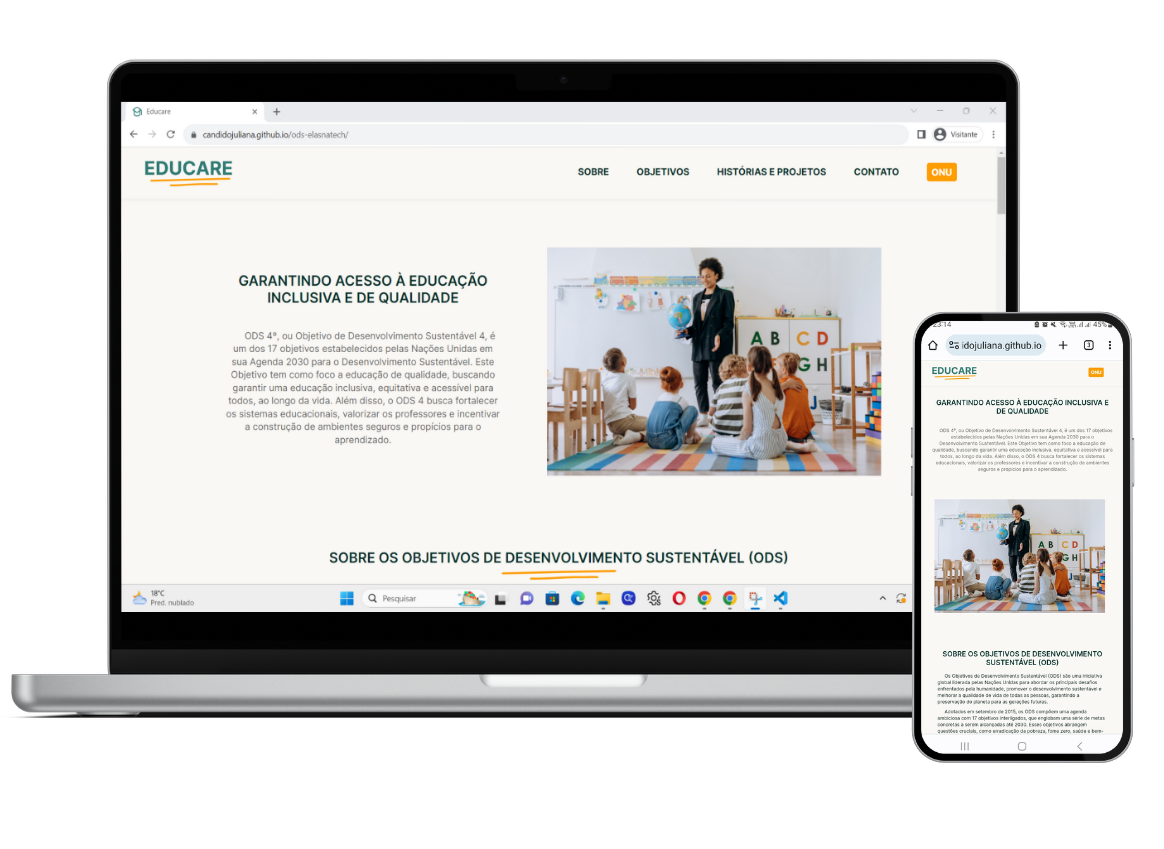 Educare
candidojuliana.github.io/ods-elasnatech/
Visitante
EDUCARE
SOBRE
OBJETIVOS
HISTÓRIAS E PROJETOS
CONTATO
ONU
GARANTINDO ACESSO À EDUCAÇÃO
INCLUSIVA E DE QUALIDADE
ODS 4º, ou Objetivo de Desenvolvimento Sustentável 4, é
um dos 17 objetivos estabelecidos pelas Nações Unidas em
sua Agenda 2030 para o Desenvolvimento Sustentável. Este
Objetivo tem como foco a educação de qualidade, buscando
garantir uma educação inclusiva, equitativa e acessível para
todos, ao longo da vida. Além disso, o ODS 4 busca fortalecer
os sistemas educacionais, valorizar os professores e incentivar
a construção de ambientes seguros e propícios para o
aprendizado.
A B C D
G H
SOBRE OS OBJETIVOS DE DESENVOLVIMENTO SUSTENTÁVEL (ODS)
18°C
Pred. nublado
Pesquisar
23:14
45%
idojuliana.github.io
3
EDUCARE
ONU
GARANTINDO ACESSO À EDUCAÇÃO INCLUSIVA E
DE QUALIDADE
ODS 4º, ou Objetivo de Desenvolvimento Sustentável 4, é um dos 17 objetivos
estabelecidos pelas Nações Unidas em sua Agenda 2030 para o
Desenvolvimento Sustentável. Este Objetivo tem como foco a educação de
qualidade, buscando garantir uma educação inclusiva, equitativa e acessível para
todos, ao longo da vida. Além disso, o ODS 4 busca fortalecer os sistemas
educacionais, valorizar os professores e incentivar a construção de ambientes
seguros e propícios para o aprendizado.
A B C D
G H
SOBRE OS OBJETIVOS DE DESENVOLVIMENTO
SUSTENTÁVEL (ODS)
Os Objetivos de Desenvolvimento Sustentável (ODS) são uma iniciativa
global liderada pelas Nações Unidas para abordar os principais desafios
enfrentados pela humanidade, promover o desenvolvimento sustentável e
melhorar a qualidade de vida de todas as pessoas, garantindo a
preservação do planeta para as gerações futuras.
Adotados em setembro de 2015, os ODS compõem uma agenda
ambiciosa com 17 objetivos interligados, que englobam uma série de metas
concretas a serem alcançadas até 2030. Esses objetivos abrangem
questões cruciais, como erradicação da pobreza, fome zero, saúde e bem-